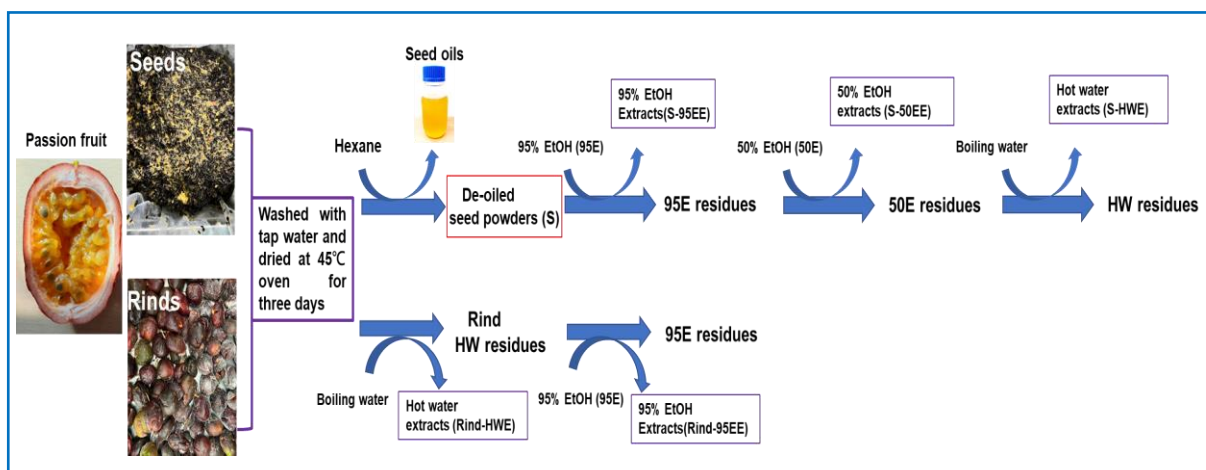 Passion fruit
Seeds
Rinds
Washed with
tap water and
dried at 45℃
oven for
three days
Hexane
Seed oils
De-oiled
seed powders (S)
95% EtOH (95E)
95% EtOH
Extracts(S-95EE)
95E residues
50% EtOH (50E)
50% EtOH
extracts (S-50EE)
50E residues
Boiling water
Hot water
extracts (S-HWE)
HW residues
Boiling water
Rind
HW residues
Hot water
extracts (Rind-HWE)
95% EtOH (95E)
95E residues
95% EtOH
Extracts(Rind-95EE)